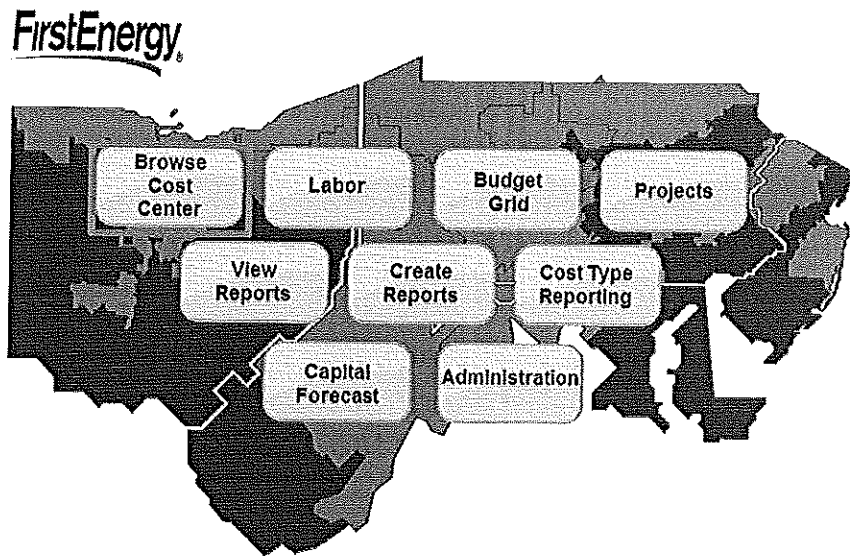 FirstEnergy®
Browse
Cost
Center
Labor
Budget
Grid
Projects
View
Reports
Create
Reports
Cost Type
Reporting
Capital
Forecast
Administration